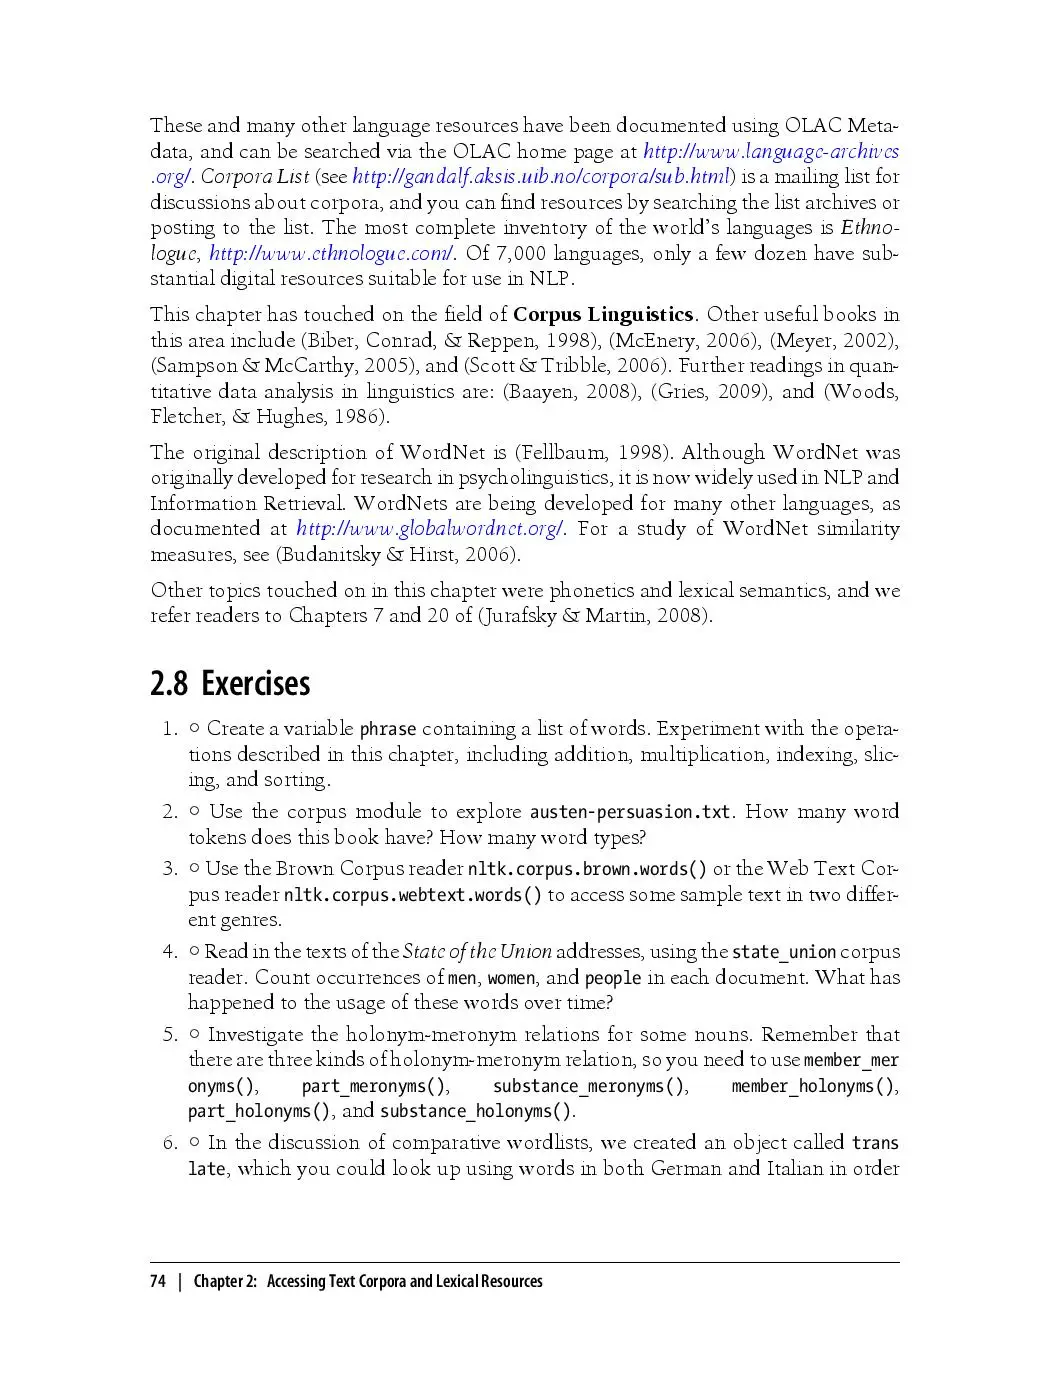 These and many other language resources have been documented using OLAC Meta-
data, and can be searched via the OLAC home page at http://www.language-archives
.org/. Corpora List (see http://gandalf.aksis.uib.no/corpora/sub.html) is a mailing list for
discussions about corpora, and you can find resources by searching the list archives or
posting to the list. The most complete inventory of the world’s languages is Ethno-
logue, http://www.ethnologue.com/. Of 7,000 languages, only a few dozen have sub-
stantial digital resources suitable for use in NLP.
This chapter has touched on the field of Corpus Linguistics. Other useful books in
this area include (Biber, Conrad, & Reppen, 1998), (McEnery, 2006), (Meyer, 2002),
(Sampson & McCarthy, 2005), and (Scott & Tribble, 2006). Further readings in quan-
titative data analysis in linguistics are: (Baayen, 2008), (Gries, 2009), and (Woods,
Fletcher, & Hughes, 1986).
The original description of WordNet is (Fellbaum, 1998). Although WordNet was
originally developed for research in psycholinguistics, it is now widely used in NLP and
Information Retrieval. WordNets are being developed for many other languages, as
documented at http://www.globalwordnet.org/. For a study of WordNet similarity
measures, see (Budanitsky & Hirst, 2006).
Other topics touched on in this chapter were phonetics and lexical semantics, and we
refer readers to Chapters 7 and 20 of (Jurafsky & Martin, 2008).
2.8 Exercises
1. ○ Create a variable phrase containing a list of words. Experiment with the opera-
tions described in this chapter, including addition, multiplication, indexing, slic-
ing, and sorting.
2. ○ Use the corpus module to explore austen-persuasion.txt. How many word
tokens does this book have? How many word types?
3. ○ Use the Brown Corpus reader nltk.corpus.brown.words() or the Web Text Cor-
pus reader nltk.corpus.webtext.words() to access some sample text in two differ-
ent genres.
4. ○ Read in the texts of the State of the Union addresses, using the state_union corpus
reader. Count occurrences of men, women, and people in each document. What has
happened to the usage of these words over time?
5. ○ Investigate the holonym-meronym relations for some nouns. Remember that
there are three kinds of holonym-meronym relation, so you need to use member_mer
onyms(), part_meronyms(), substance_meronyms(), member_holonyms(),
part_holonyms(), and substance_holonyms().
6. ○ In the discussion of comparative wordlists, we created an object called trans
late, which you could look up using words in both German and Italian in order
74 | Chapter 2: Accessing Text Corpora and Lexical Resources